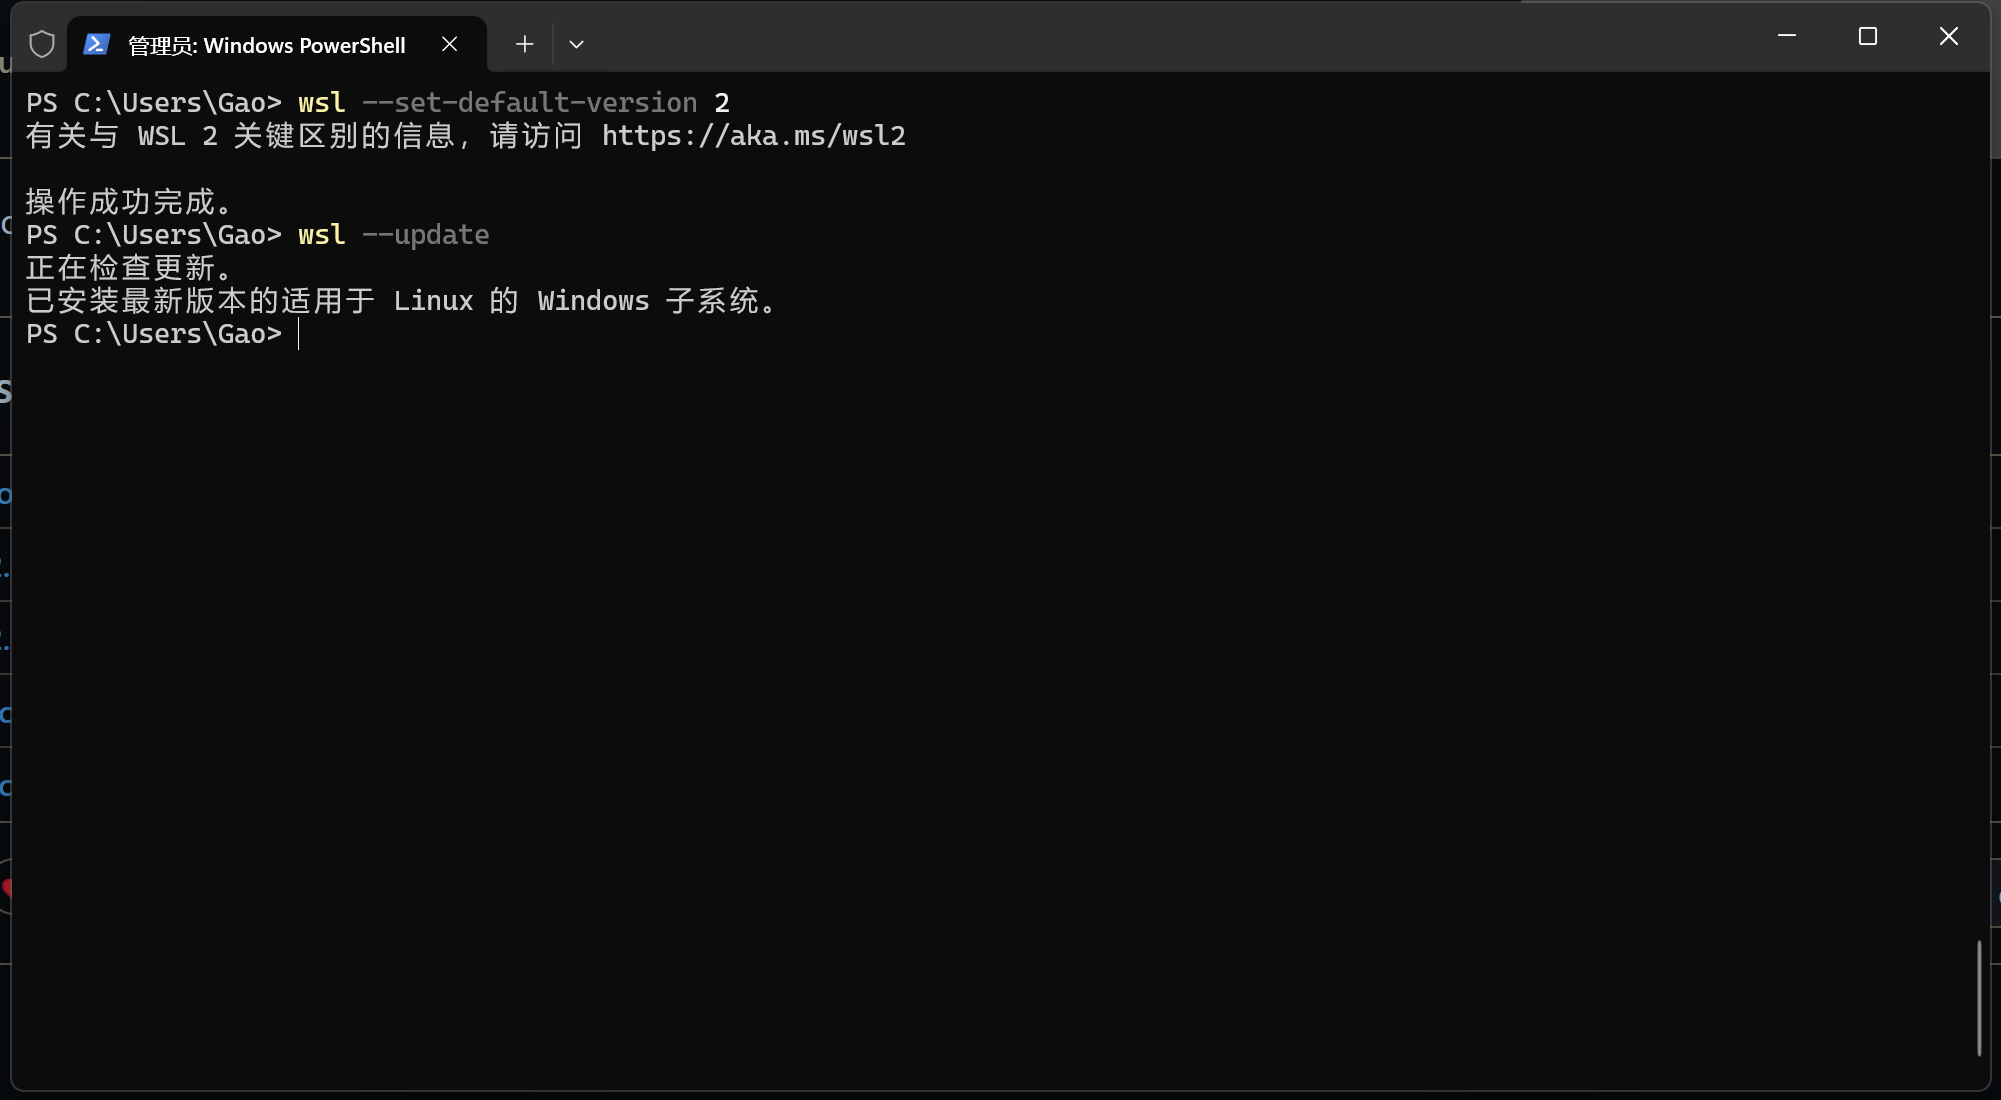 管理员: Windows PowerShell
PS C:\Users\Gao> wsl --set-default-version 2
有关与 WSL 2 关键区别的信息，请访问 https://aka.ms/wsl2
操作成功完成。
PS C:\Users\Gao> wsl --update
正在检查更新。
已安装最新版本的适用于 Linux 的 Windows 子系统。
PS C:\Users\Gao>